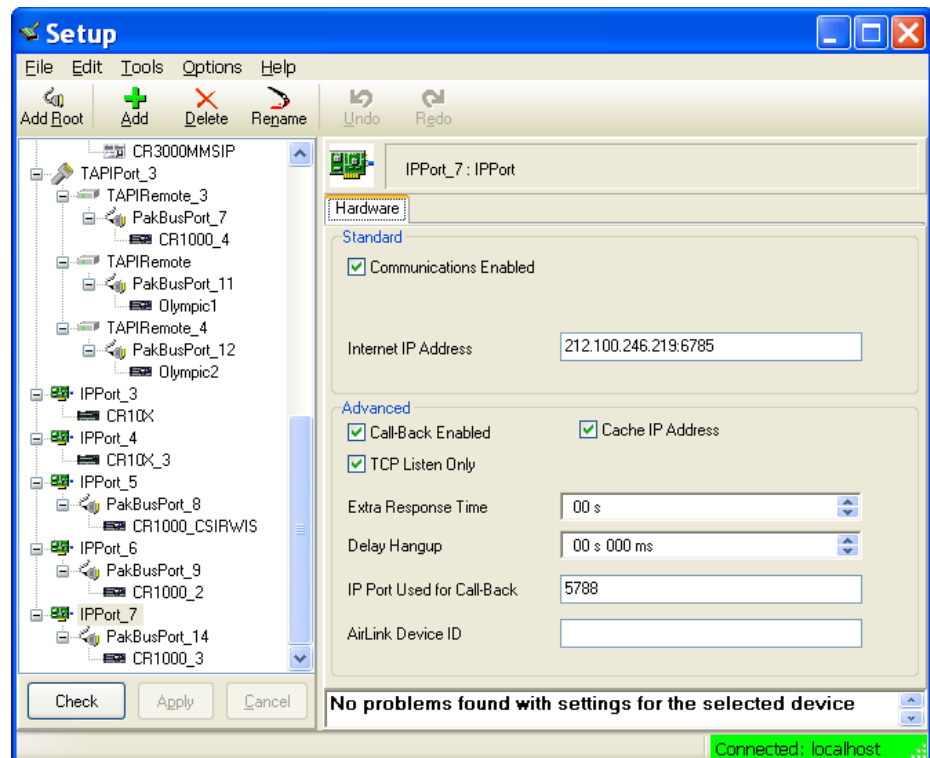 Setup
File Edit Tools Options Help
Add Root Add Delete Rename Undo Redo
CR3000MMSIP
TAPIPort_3
TAPIRemote_3
PakBusPort_7
CR1000_4
TAPIRemote
PakBusPort_11
Olympic1
TAPIRemote_4
PakBusPort_12
Olympic2
IPPort_3
CR10X
IPPort_4
CR10X_3
IPPort_5
PakBusPort_8
CR1000_CSIRWIS
IPPort_6
PakBusPort_9
CR1000_2
IPPort_7
PakBusPort_14
CR1000_3
Check Apply Cancel
IPPort_7 : IPPort
Hardware
Standard
Communications Enabled
Internet IP Address 212.100.246.219:6785
Advanced
Call-Back Enabled Cache IP Address
TCP Listen Only
Extra Response Time 00 s
Delay Hangup 00 s 000 ms
IP Port Used for Call-Back 5788
AirLink Device ID
No problems found with settings for the selected device
Connected: localhost